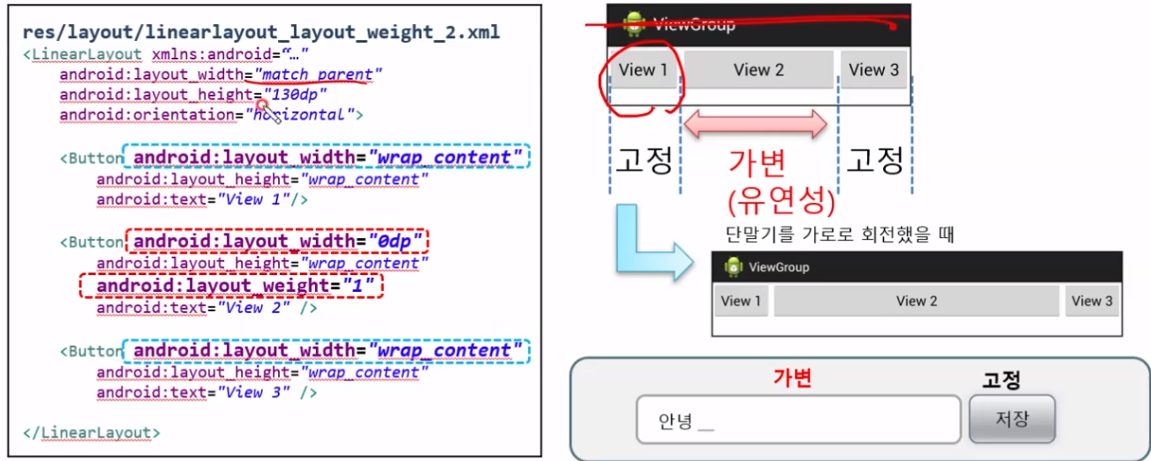 res/layout/linearlayout_layout_weight_2.xml
<LinearLayout xmlns:android="…"
android:layout_width="match_parent"
android:layout_height="130dp"
android:orientation="horizontal">
<Button android:layout_width="wrap_content"
android:layout_height="wrap_content"
android:text="View 1"/>
<Button android:layout_width="0dp"
android:layout_height="wrap_content"
android:layout_weight="1"
android:text="View 2" />
<Button android:layout_width="wrap_content"
android:layout_height="wrap_content"
android:text="View 3" />
</LinearLayout>
ViewGroup
View 1 View 2 View 3
고정 가변 고정
(유연성)
단말기를 가로로 회전했을 때
ViewGroup
View 1 View 2 View 3
가변 고정
안녕 __ 저장